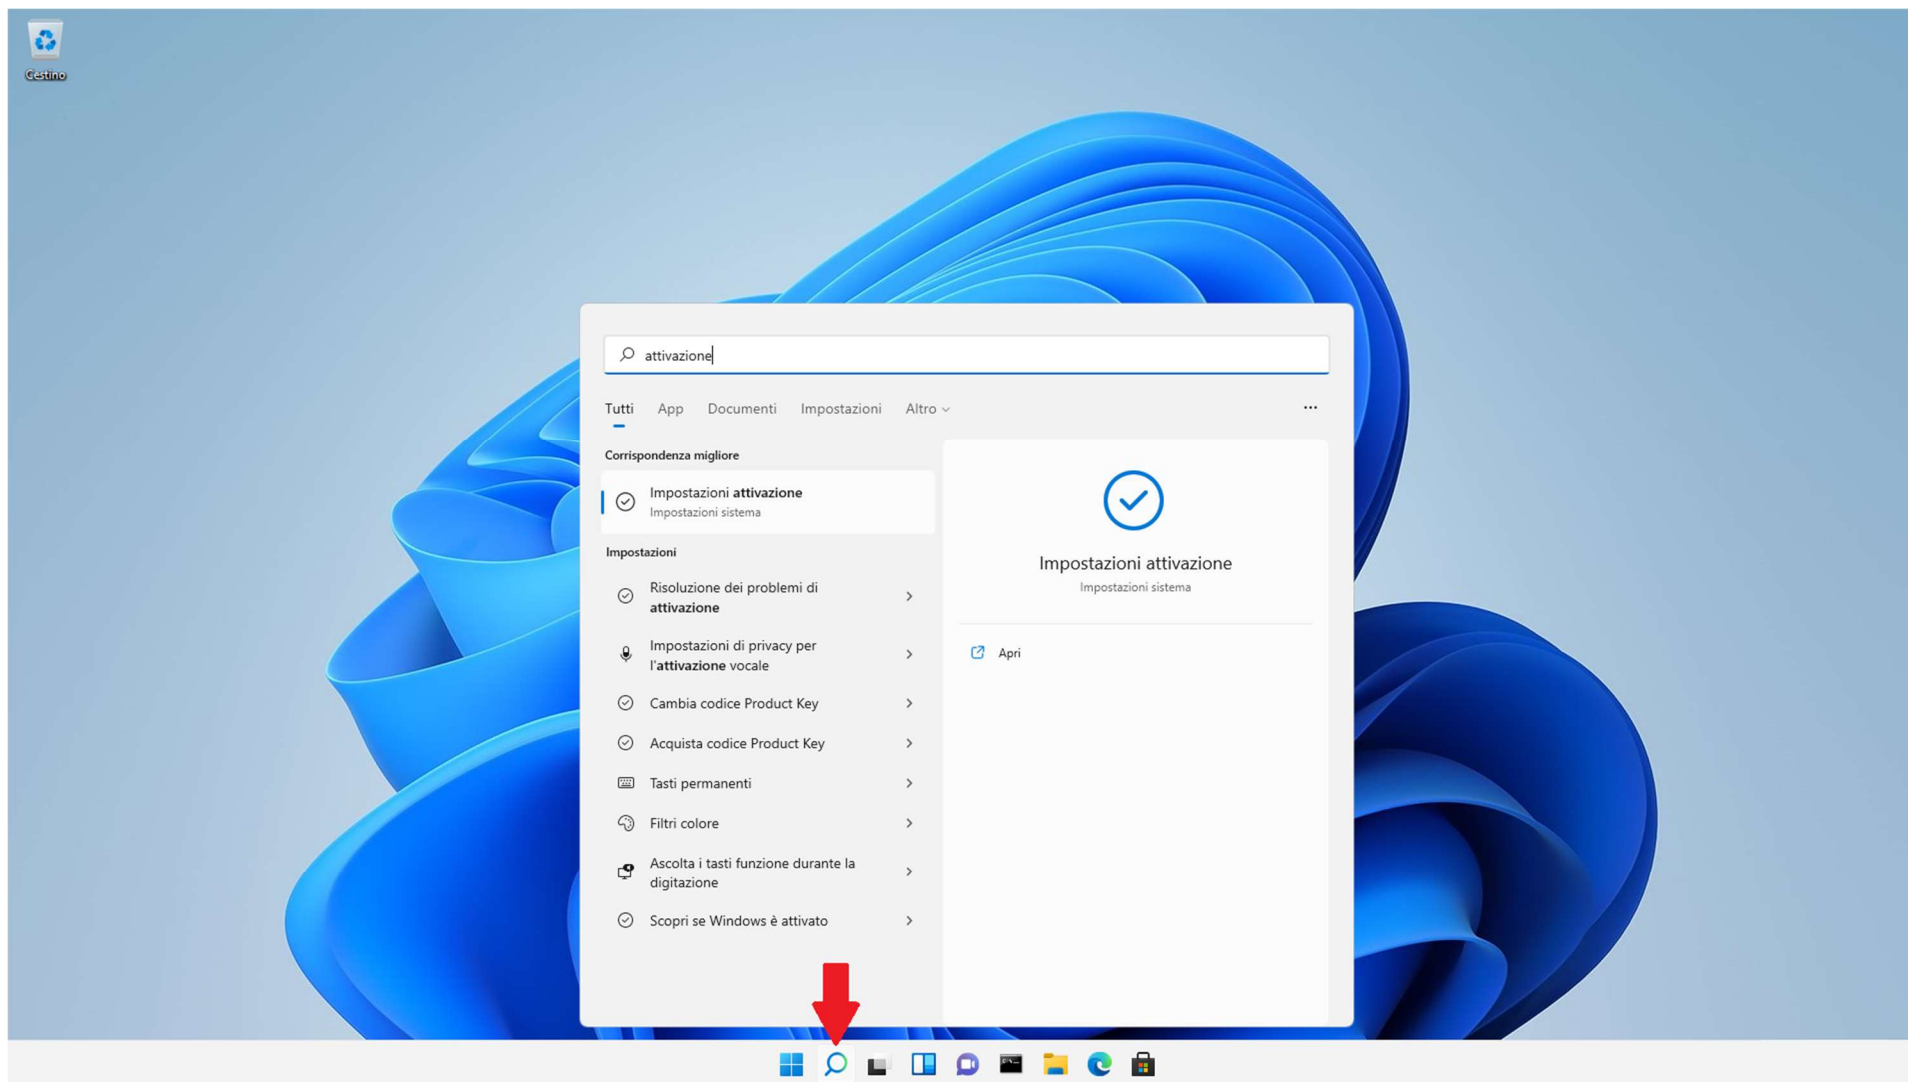 Cestino
attivazione
Tutti App Documenti Impostazioni Altro
Corrispondenza migliore
Impostazioni attivazione
Impostazioni sistema
Impostazioni
Risoluzione dei problemi di
attivazione
Impostazioni di privacy per
l'attivazione vocale
Cambia codice Product Key
Acquista codice Product Key
Tasti permanenti
Filtri colore
Ascolta i tasti funzione durante la
digitazione
Scopri se Windows è attivato
Impostazioni attivazione
Impostazioni sistema
Apri